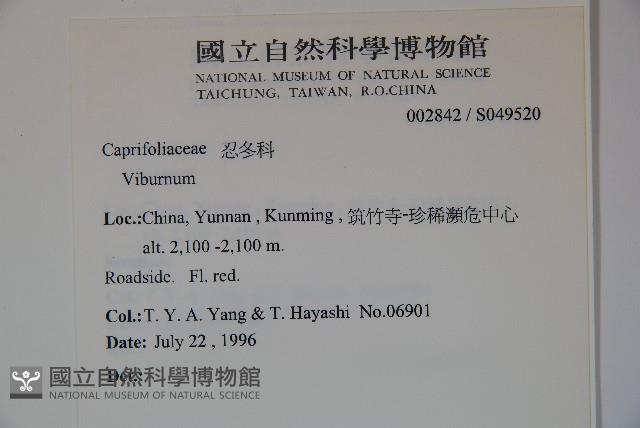 國立自然科學博物館
NATIONAL MUSEUM OF NATURAL SCIENCE
TAICHUNG, TAIWAN, R.O.CHINA
002842 / S049520
Caprifoliaceae 忍冬科
Viburnum
Loc.:China, Yunnan , Kunming , 筑竹寺-珍稀瀕危中心
alt. 2,100 -2,100 m.
Roadside. Fl. red.
Col.:T. Y. A. Yang & T. Hayashi No.06901
Date: July 22 , 1996
Det.:
國立自然科學博物館
NATIONAL MUSEUM OF NATURAL SCIENCE